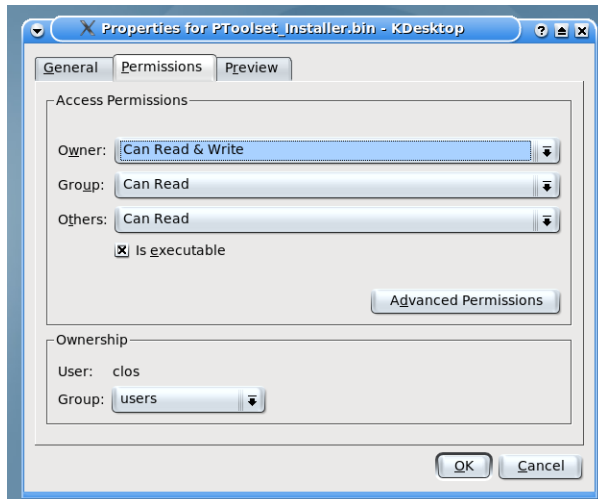 Properties for PToolset_Installer.bin - KDesktop
General Permissions Preview
Access Permissions
Owner: Can Read & Write
Group: Can Read
Others: Can Read
Is executable
Advanced Permissions
Ownership
User: clos
Group: users
OK Cancel